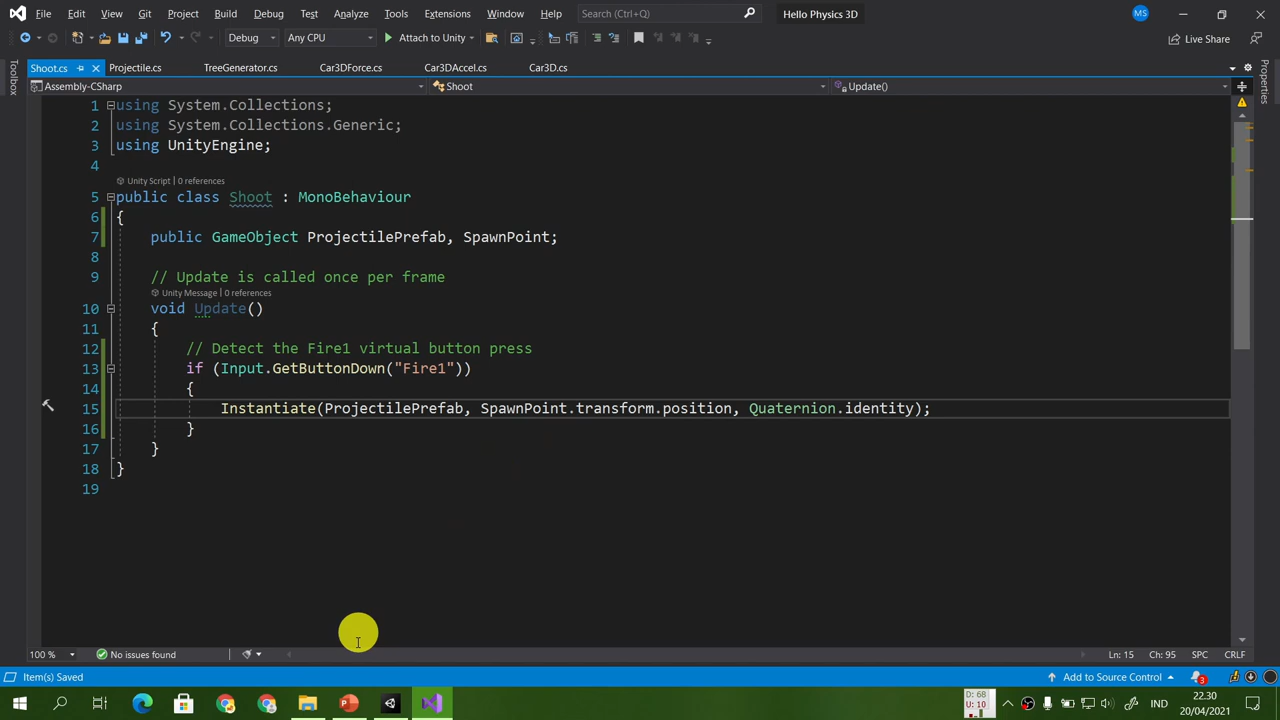 File Edit View Git Project Build Debug Test Analyze Tools Extensions Window Help Search (Ctrl+Q) Hello Physics 3D MS
Debug Any CPU Attach to Unity Live Share
Shoot.cs Projectile.cs TreeGenerator.cs Car3DForce.cs Car3DAccel.cs Car3D.cs
Assembly-CSharp Shoot Update()
Toolbox
Properties
1 using System.Collections;
2 using System.Collections.Generic;
3 using UnityEngine;
4
Unity Script | 0 references
5 public class Shoot : MonoBehaviour
6 {
7 public GameObject ProjectilePrefab, SpawnPoint;
8
9 // Update is called once per frame
Unity Message | 0 references
10 void Update()
11 {
12 // Detect the Fire1 virtual button press
13 if (Input.GetButtonDown("Fire1"))
14 {
15 Instantiate(ProjectilePrefab, SpawnPoint.transform.position, Quaternion.identity);
16 }
17 }
18 }
19
100 % No issues found Ln: 15 Ch: 95 SPC CRLF
Item(s) Saved Add to Source Control 3
D: 68
U: 10
IND
22.30
20/04/2021